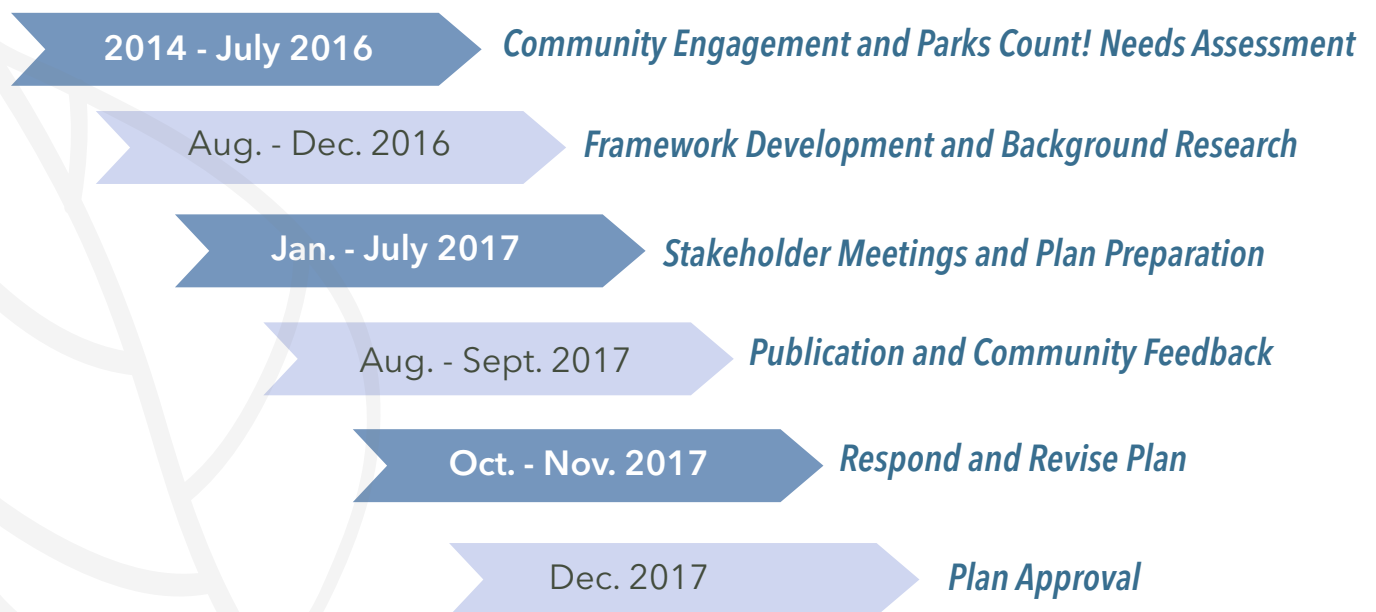 2014 - July 2016 Community Engagement and Parks Count! Needs Assessment
Aug. - Dec. 2016 Framework Development and Background Research
Jan. - July 2017 Stakeholder Meetings and Plan Preparation
Aug. - Sept. 2017 Publication and Community Feedback
Oct. - Nov. 2017 Respond and Revise Plan
Dec. 2017 Plan Approval